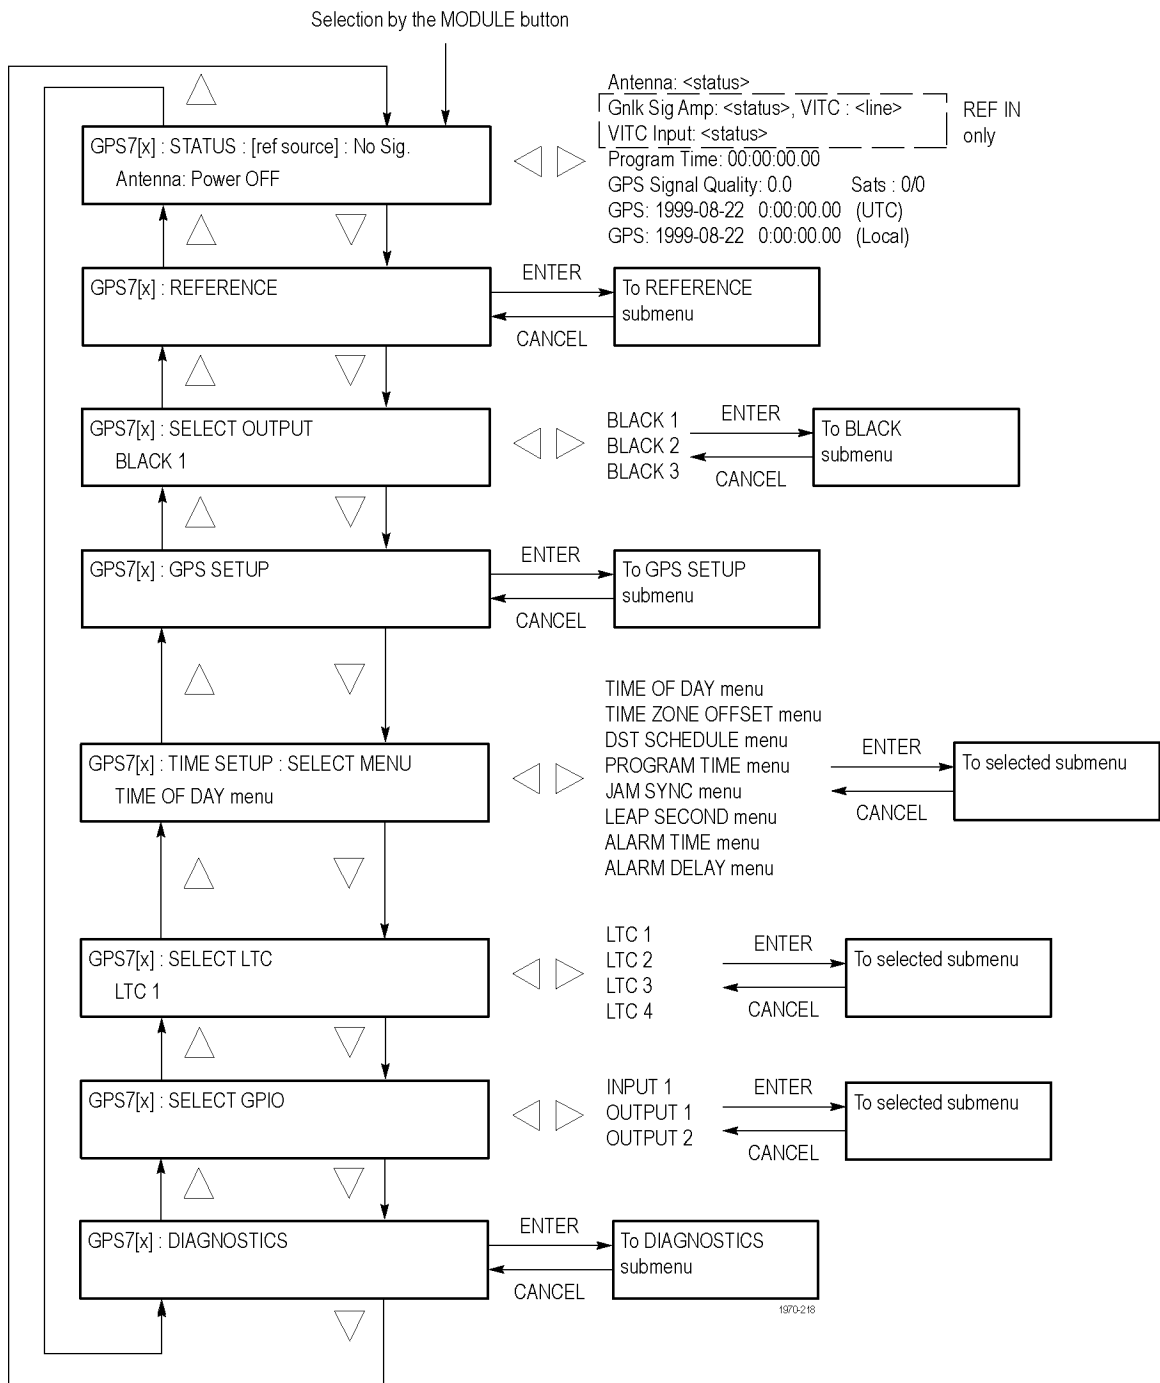 Selection by the MODULE button
GPS7[x] : STATUS : [ref source] : No Sig.
Antenna: Power OFF
Antenna: <status>
Gnlk Sig Amp: <status>, VITC : <line>
VITC Input: <status>
REF IN
only
Program Time: 00:00:00.00
GPS Signal Quality: 0.0 Sats : 0/0
GPS: 1999-08-22 0:00:00.00 (UTC)
GPS: 1999-08-22 0:00:00.00 (Local)
GPS7[x] : REFERENCE
ENTER
CANCEL
To REFERENCE
submenu
GPS7[x] : SELECT OUTPUT
BLACK 1
BLACK 1
BLACK 2
BLACK 3
ENTER
CANCEL
To BLACK
submenu
GPS7[x] : GPS SETUP
ENTER
CANCEL
To GPS SETUP
submenu
GPS7[x] : TIME SETUP : SELECT MENU
TIME OF DAY menu
TIME OF DAY menu
TIME ZONE OFFSET menu
DST SCHEDULE menu
PROGRAM TIME menu
JAM SYNC menu
LEAP SECOND menu
ALARM TIME menu
ALARM DELAY menu
ENTER
CANCEL
To selected submenu
GPS7[x] : SELECT LTC
LTC 1
LTC 1
LTC 2
LTC 3
LTC 4
ENTER
CANCEL
To selected submenu
GPS7[x] : SELECT GPIO
INPUT 1
OUTPUT 1
OUTPUT 2
ENTER
CANCEL
To selected submenu
GPS7[x] : DIAGNOSTICS
ENTER
CANCEL
To DIAGNOSTICS
submenu
1970-218